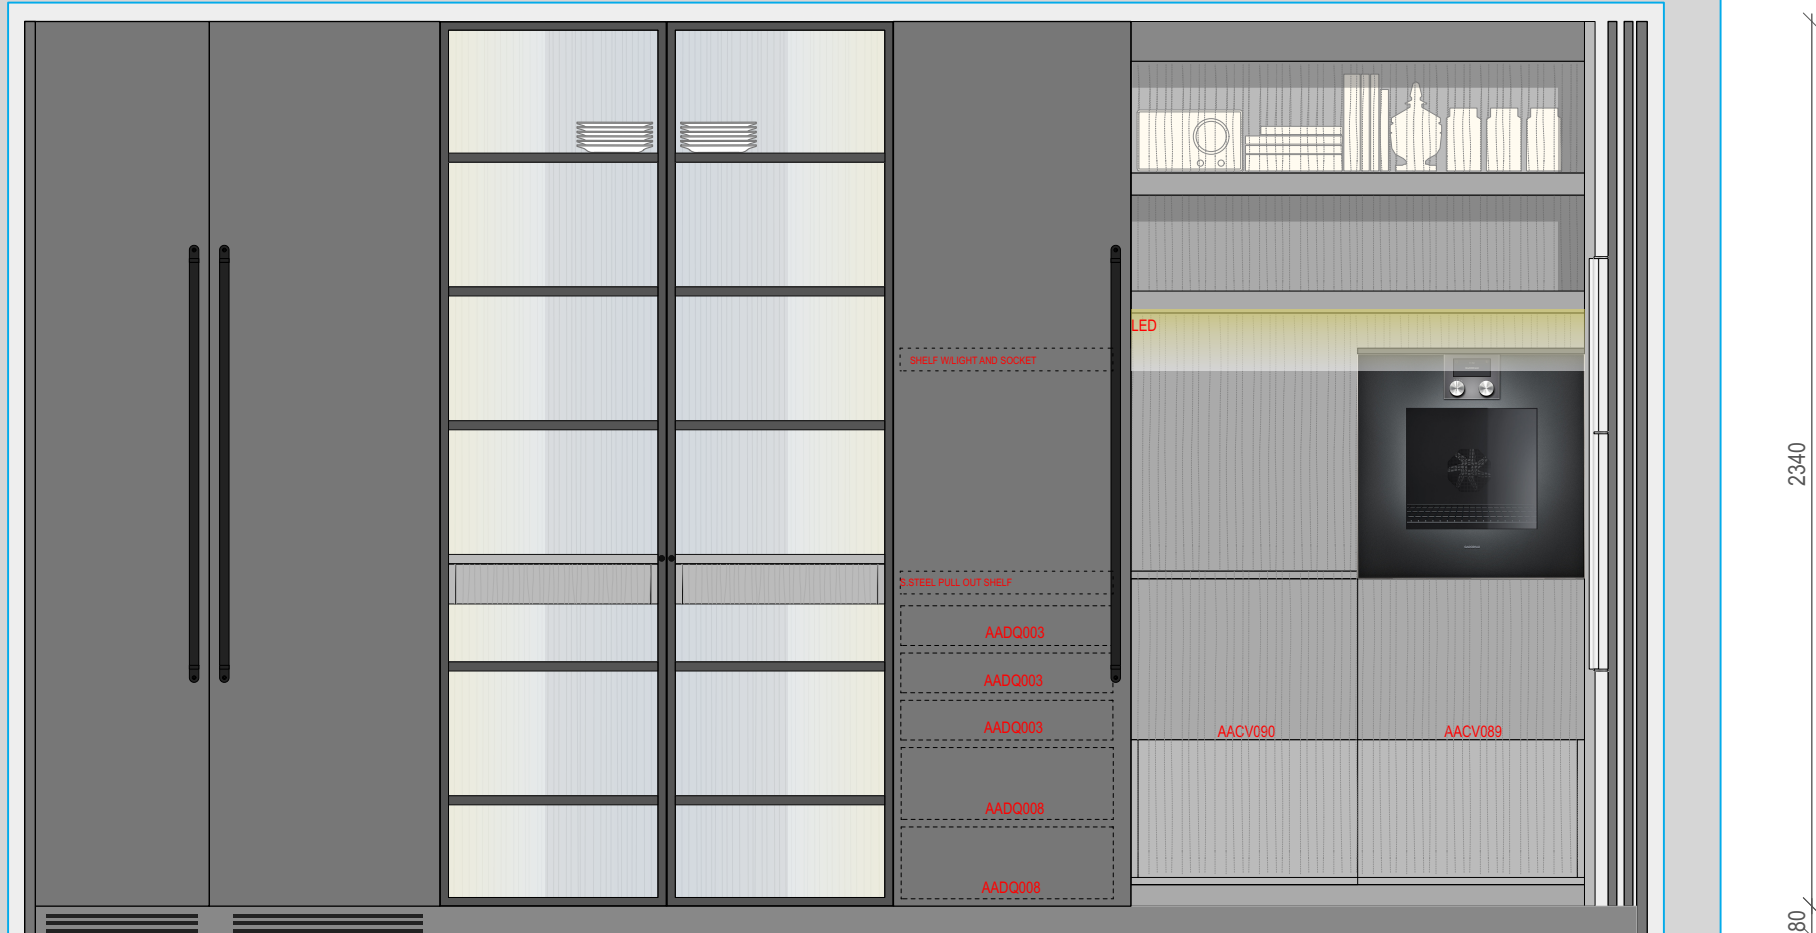 LED
SHELF W/LIGHT AND SOCKET
S.STEEL PULL OUT SHELF
AADQ003
AADQ003
AADQ003
AADQ008
AADQ008
AACV090
AACV089
2340
80